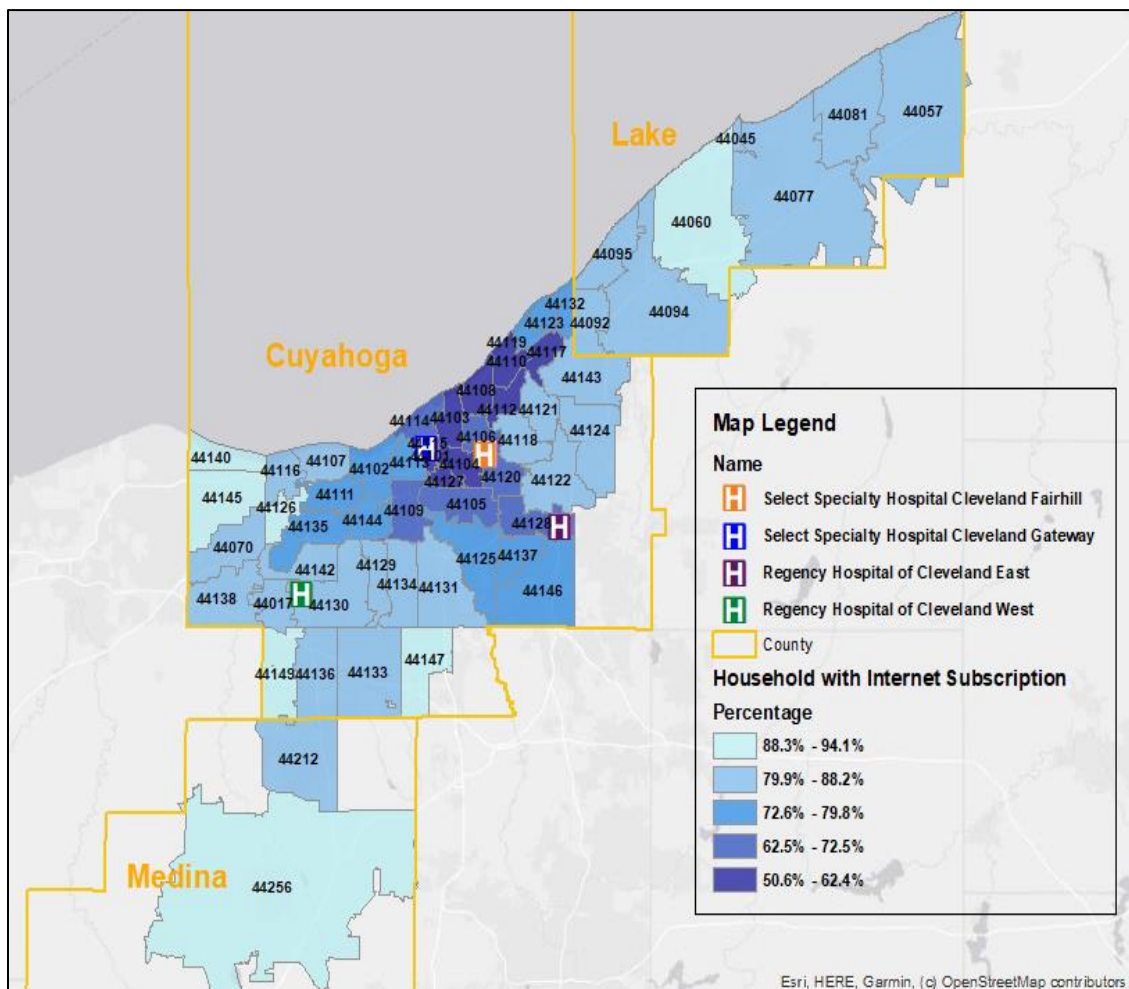 Lake
44081
44057
44045
44077
44060
44095
44132
44094
44123
44092
44119
44117
Cuyahoga
44110
44143
44108
44103
44112
44121
44114
44106
44118
44124
44140
44107
44116
44102
44113
44104
44120
44122
44145
44126
44111
44127
44105
44109
44128
44135
44144
44070
44125
44137
44142
44129
44134
44131
44146
44138
44017
44130
44149
44136
44133
44147
44212
Medina
44256
H
H
H
H
Map Legend
Name
H Select Specialty Hospital Cleveland Fairhill
H Select Specialty Hospital Cleveland Gateway
H Regency Hospital of Cleveland East
H Regency Hospital of Cleveland West
County
Household with Internet Subscription
Percentage
88.3% - 94.1%
79.9% - 88.2%
72.6% - 79.8%
62.5% - 72.5%
50.6% - 62.4%
Esri, HERE, Garmin, (c) OpenStreetMap contributors